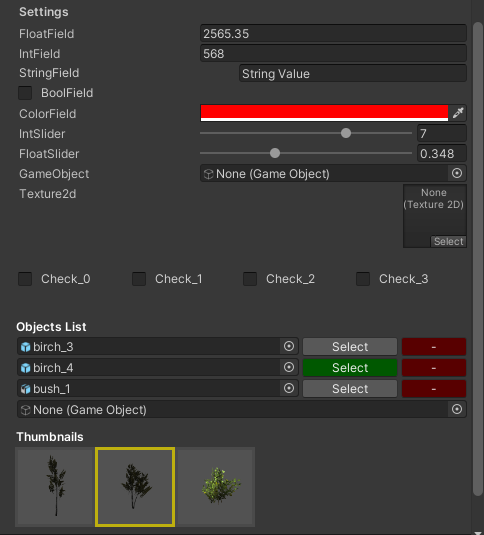 Settings
FloatField 2565.35
IntField 568
StringField String Value
BoolField
ColorField
IntSlider 7
FloatSlider 0.348
GameObject None (Game Object)
Texture2d None
(Texture 2D)
Select
Check_0 Check_1 Check_2 Check_3
Objects List
birch_3 Select -
birch_4 Select -
bush_1 Select -
None (Game Object)
Thumbnails